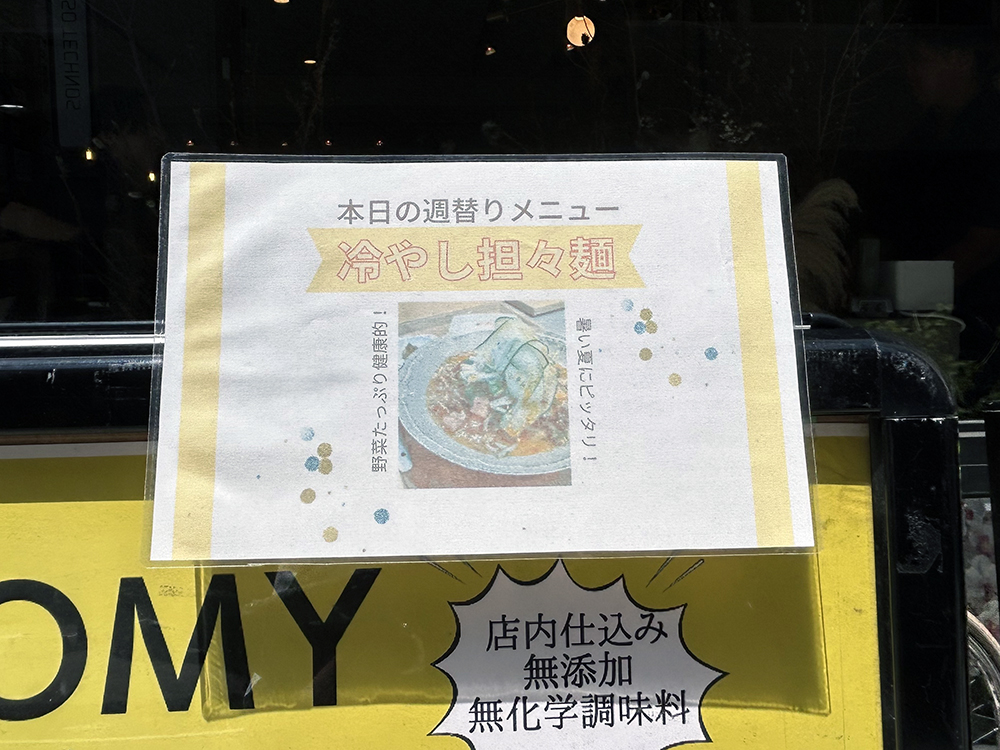 本日の週替りメニュー
冷やし担々麺
暑い夏にピッタリ！
野菜たっぷり健康的！
OMY
店内仕込み
無添加
無化学調味料